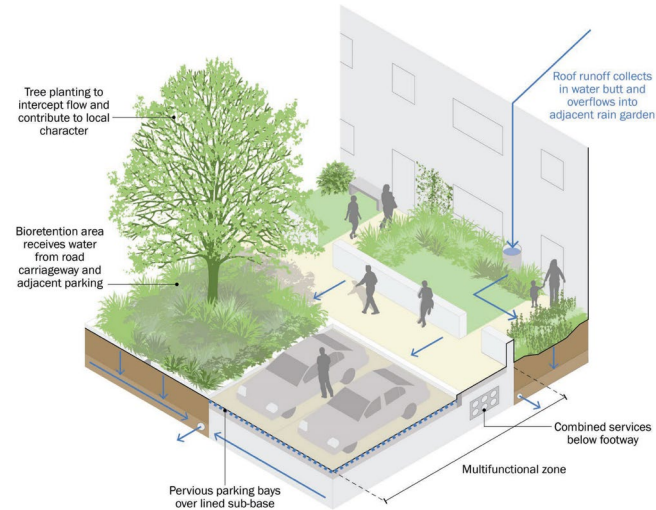 Tree planting to
intercept flow and
contribute to local
character
Roof runoff collects
in water butt and
overflows into
adjacent rain garden
Bioretention area
receives water
from road
carriageway and
adjacent parking
Combined services
below footway
Multifunctional zone
Pervious parking bays
over lined sub-base